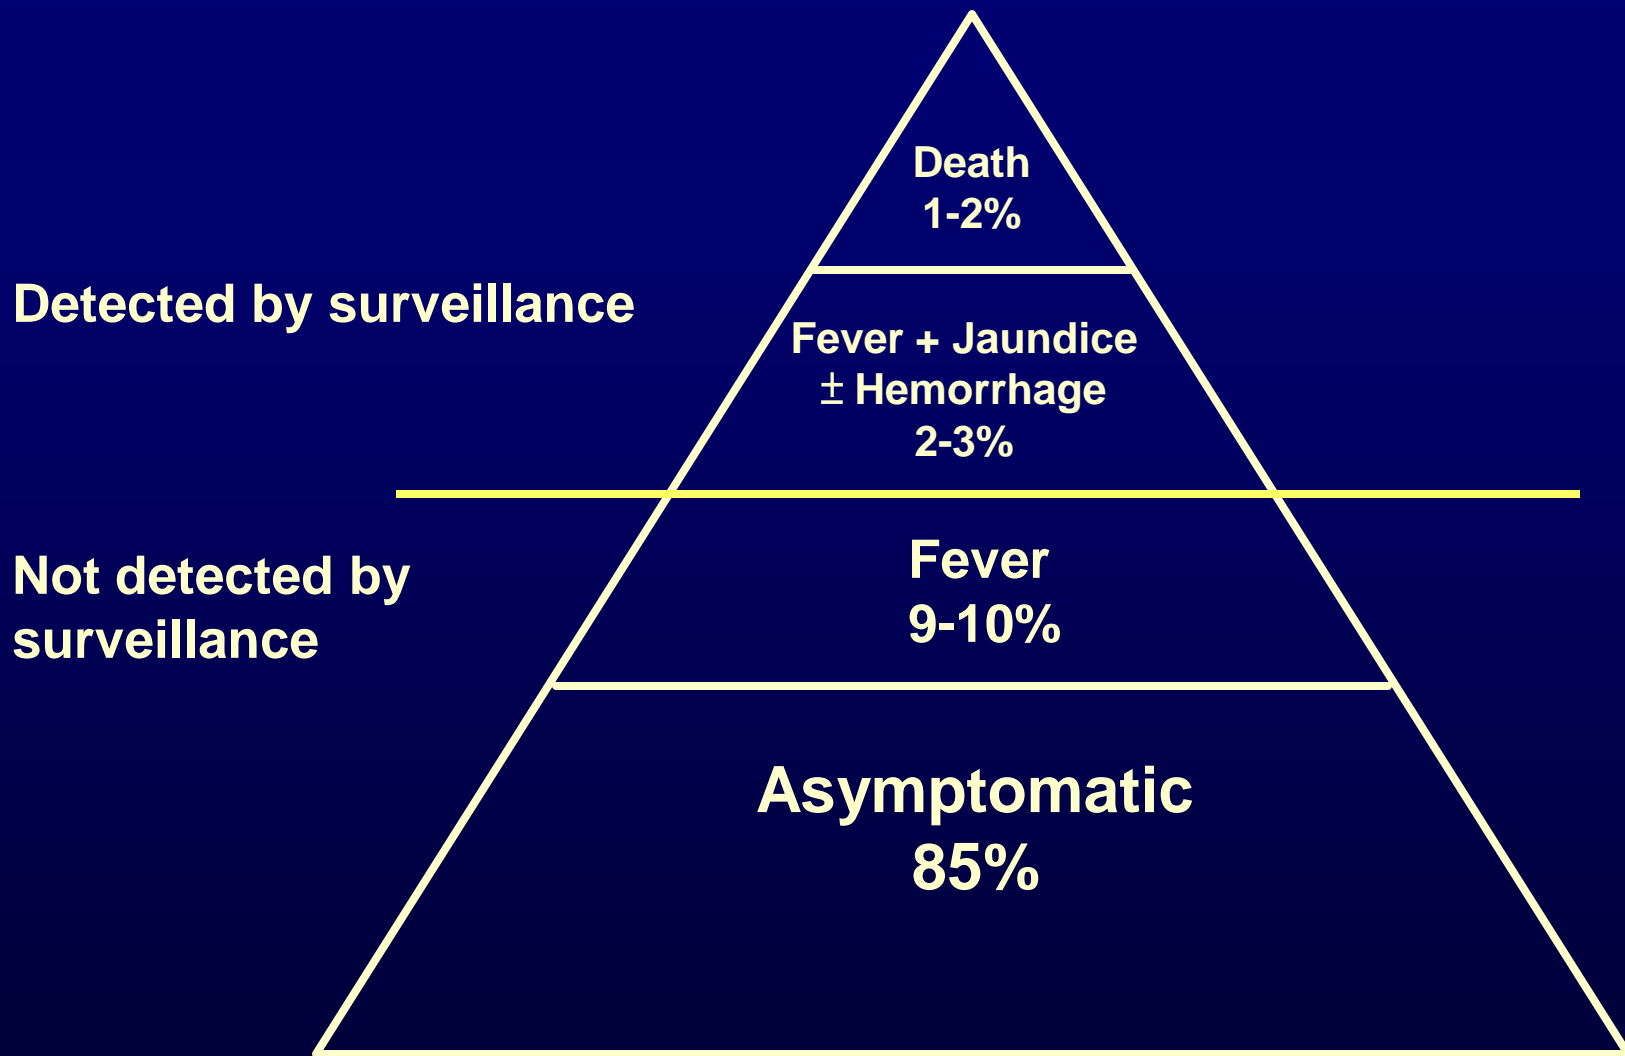 Death
1-2%
Detected by surveillance
Fever + Jaundice
± Hemorrhage
2-3%
Not detected by
surveillance
Fever
9-10%
Asymptomatic
85%